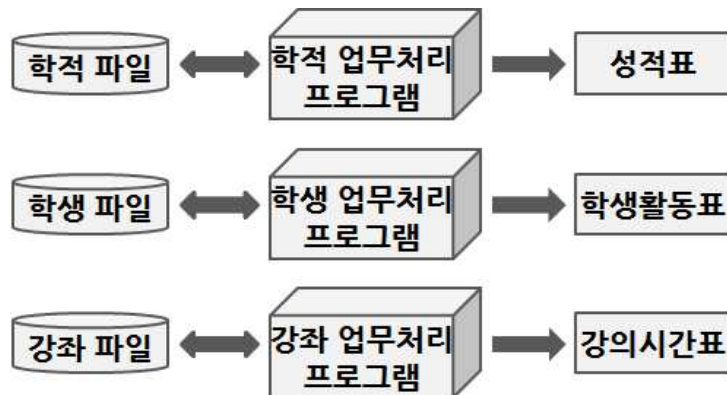 학적 파일
학적 업무처리
프로그램
성적표
학생 파일
학생 업무처리
프로그램
학생활동표
강좌 파일
강좌 업무처리
프로그램
강의시간표